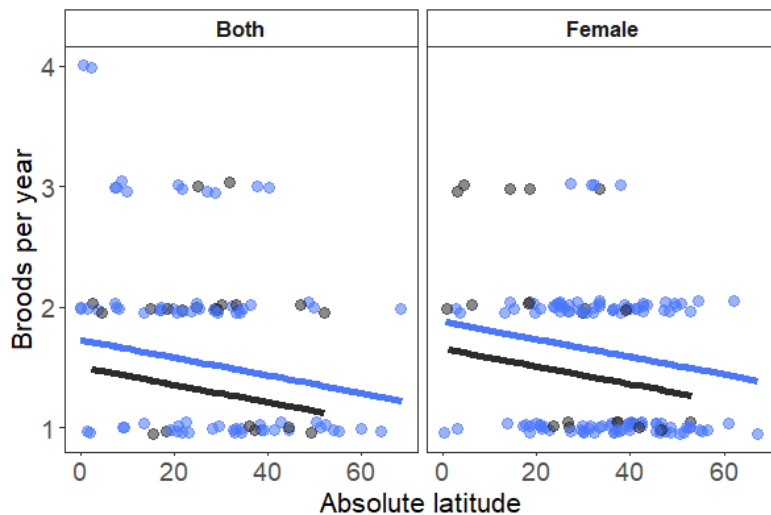 Both Female
Broods per year
4
3
2
1
0 20 40 60 0 20 40 60
Absolute latitude